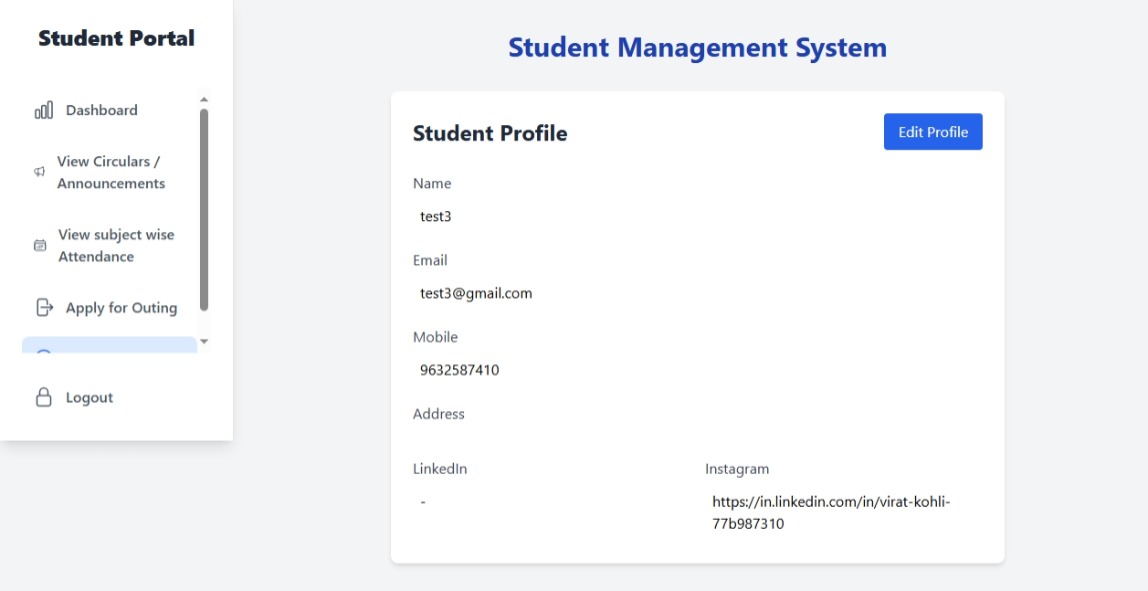 Student Portal
Dashboard
View Circulars /
Announcements
View subject wise
Attendance
Apply for Outing
Logout
Student Management System
Student Profile
Edit Profile
Name
test3
Email
test3@gmail.com
Mobile
9632587410
Address
LinkedIn
-
Instagram
https://in.linkedin.com/in/virat-kohli-
77b987310